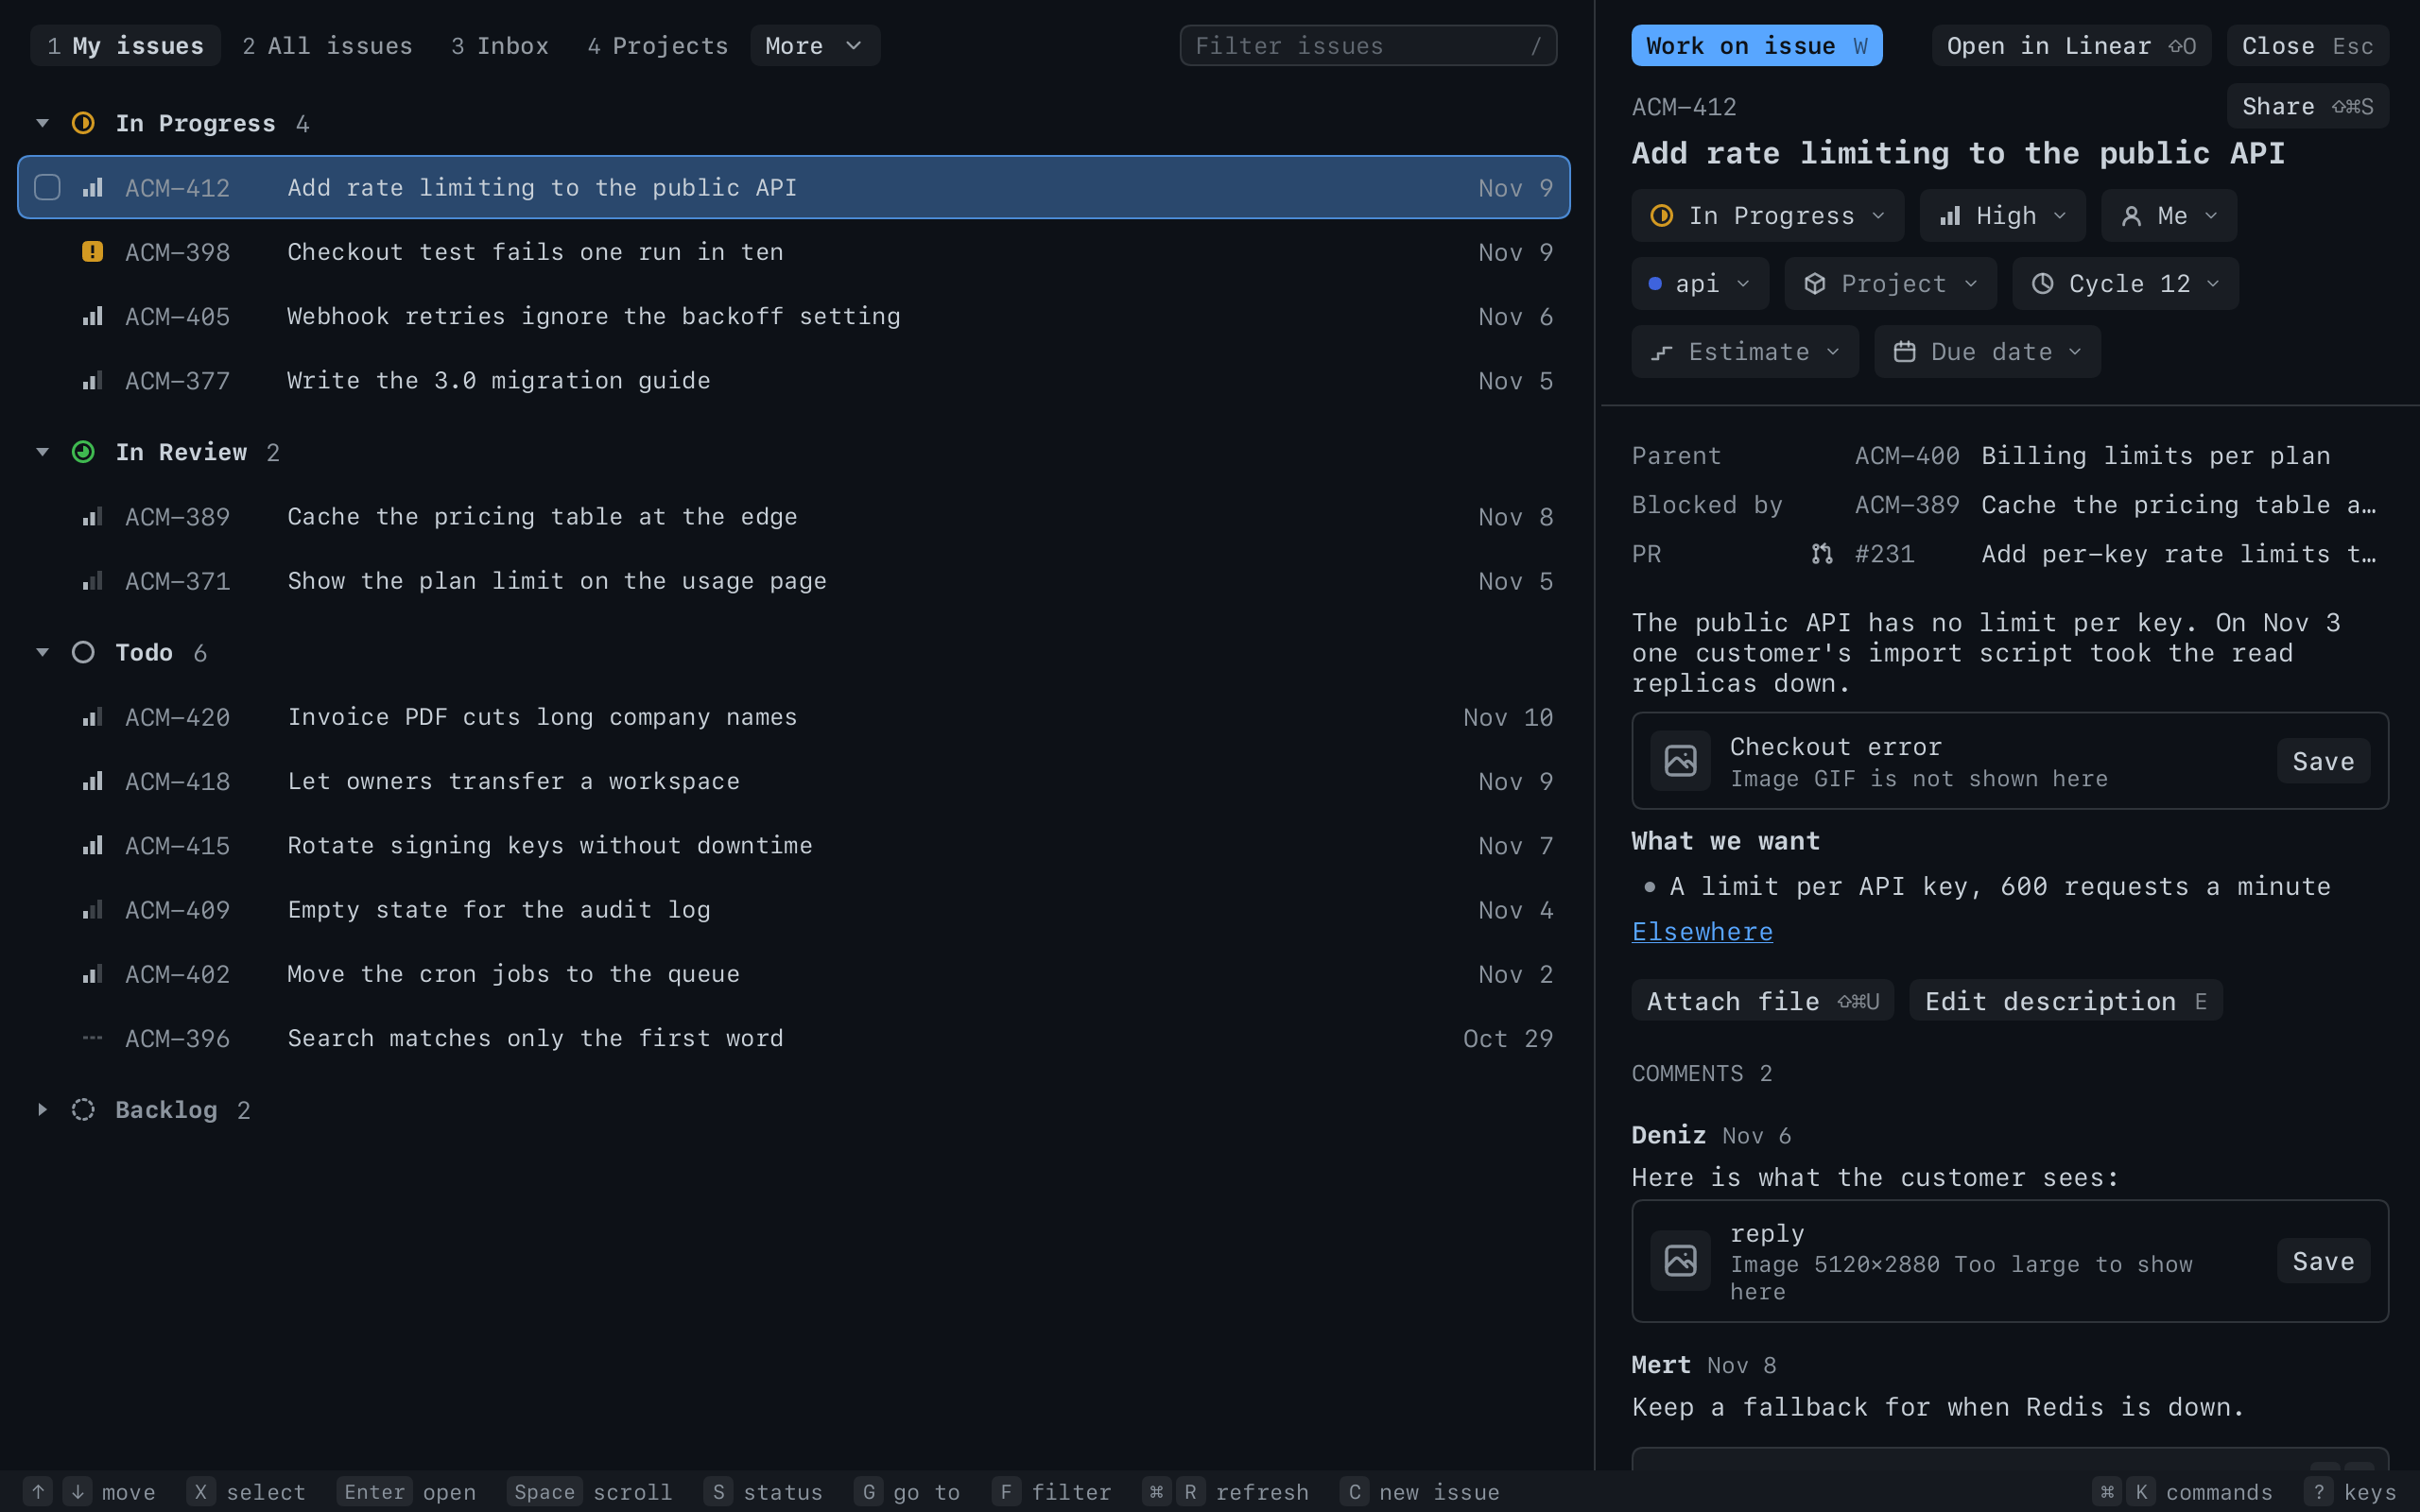 1 My issues 2 All issues 3 Inbox 4 Projects More Filter issues /
In Progress 4
ACM-412 Add rate limiting to the public API Nov 9
ACM-398 Checkout test fails one run in ten Nov 9
ACM-405 Webhook retries ignore the backoff setting Nov 6
ACM-377 Write the 3.0 migration guide Nov 5
In Review 2
ACM-389 Cache the pricing table at the edge Nov 8
ACM-371 Show the plan limit on the usage page Nov 5
Todo 6
ACM-420 Invoice PDF cuts long company names Nov 10
ACM-418 Let owners transfer a workspace Nov 9
ACM-415 Rotate signing keys without downtime Nov 7
ACM-409 Empty state for the audit log Nov 4
ACM-402 Move the cron jobs to the queue Nov 2
ACM-396 Search matches only the first word Oct 29
Backlog 2
Work on issue W Open in Linear ⇧O Close Esc
ACM-412 Share ⇧⌘S
Add rate limiting to the public API
In Progress High Me
api Project Cycle 12
Estimate Due date
Parent ACM-400 Billing limits per plan
Blocked by ACM-389 Cache the pricing table a…
PR #231 Add per-key rate limits t…
The public API has no limit per key. On Nov 3
one customer's import script took the read
replicas down.
Checkout error
Image GIF is not shown here
Save
What we want
• A limit per API key, 600 requests a minute
Elsewhere
Attach file ⇧⌘U Edit description E
COMMENTS 2
Deniz Nov 6
Here is what the customer sees:
reply
Image 5120×2880 Too large to show
here
Save
Mert Nov 8
Keep a fallback for when Redis is down.
↑ ↓ move X select Enter open Space scroll S status G go to F filter ⌘ R refresh C new issue ⌘ K commands ? keys